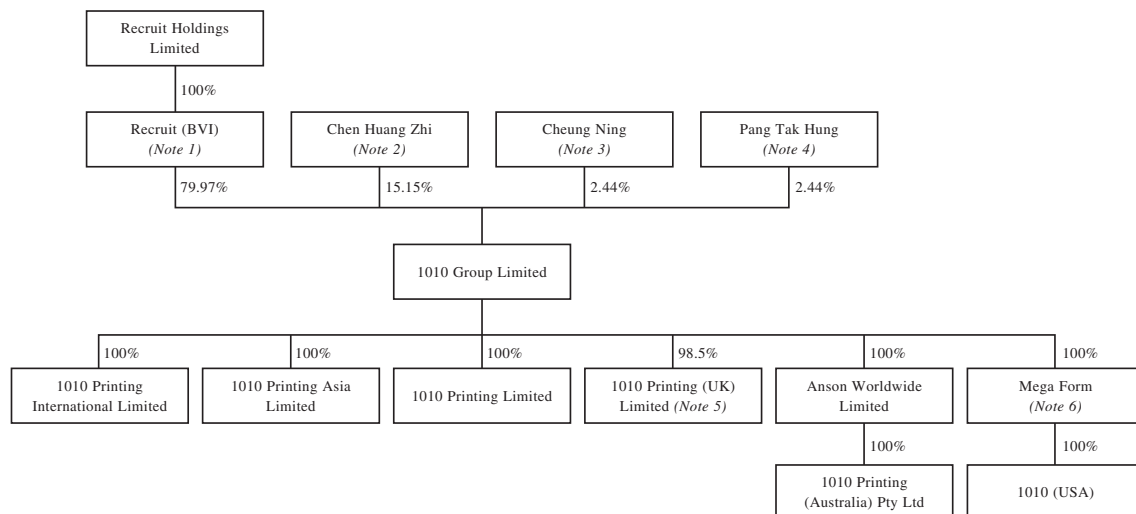 Recruit Holdings
Limited
100%
Recruit (BVI)
(Note 1)
Chen Huang Zhi
(Note 2)
Cheung Ning
(Note 3)
Pang Tak Hung
(Note 4)
79.97%
15.15%
2.44%
2.44%
1010 Group Limited
100%
100%
100%
98.5%
100%
100%
1010 Printing
International Limited
1010 Printing Asia
Limited
1010 Printing Limited
1010 Printing (UK)
Limited (Note 5)
Anson Worldwide
Limited
Mega Form
(Note 6)
100%
100%
1010 Printing
(Australia) Pty Ltd
1010 (USA)